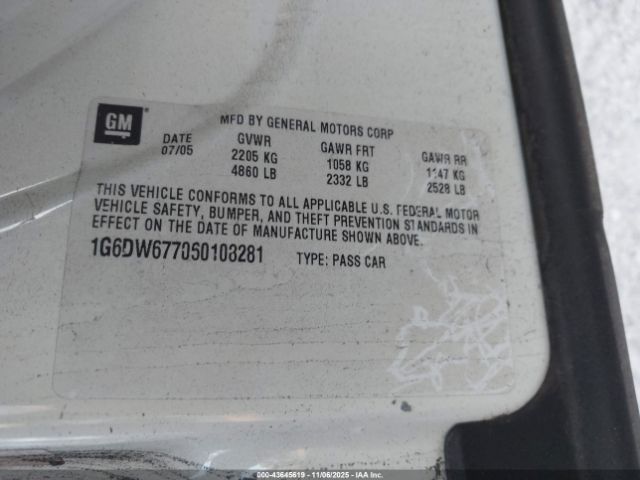 GM
MFD BY GENERAL MOTORS CORP
DATE GVWR GAWR FRT GAWR RR
07/05 2205 KG 1058 KG 1147 KG
4860 LB 2332 LB 2528 LB
THIS VEHICLE CONFORMS TO ALL APPLICABLE U.S. FEDERAL MOTOR
VEHICLE SAFETY, BUMPER, AND THEFT PREVENTION STANDARDS IN
EFFECT ON THE DATE OF MANUFACTURE SHOWN ABOVE.
1G6DW677050103281 TYPE: PASS CAR
000-43645619 - 11/06/2025 - IAA Inc.